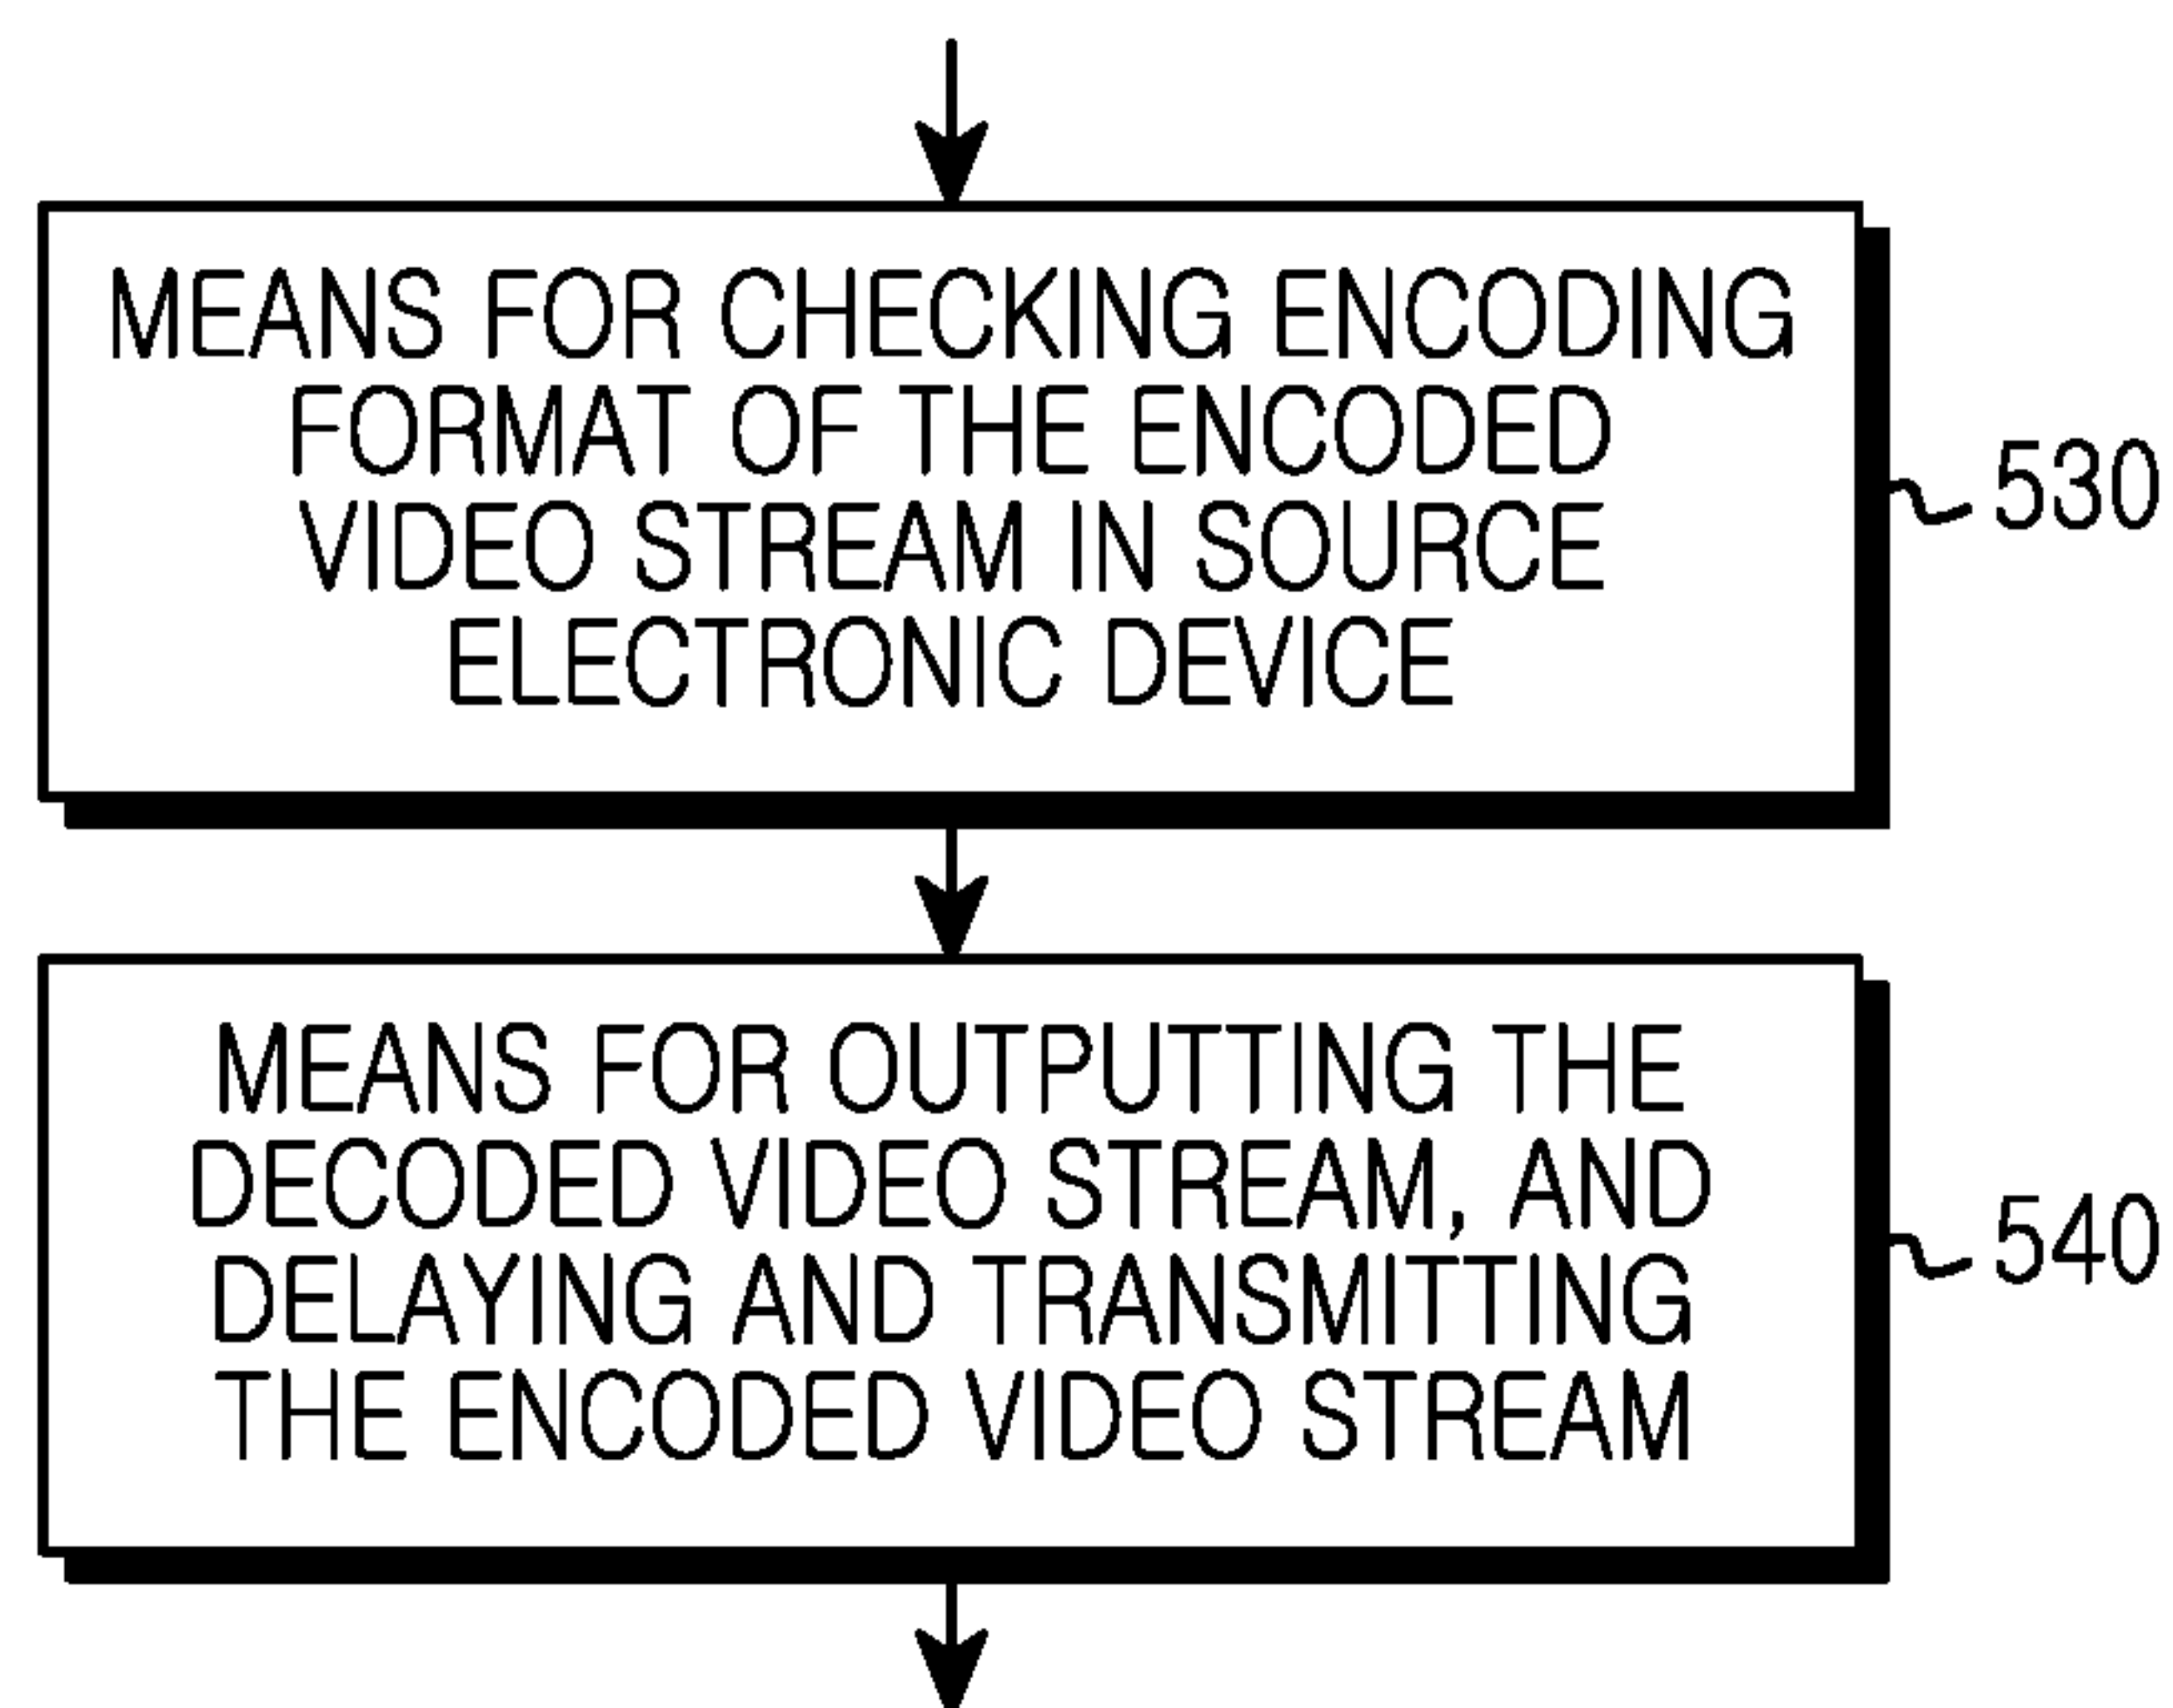 MEANS FOR CHECKING ENCODING
FORMAT OF THE ENCODED
VIDEO STREAM IN SOURCE
ELECTRONIC DEVICE
530
MEANS FOR OUTPUTTING THE
DECODED VIDEO STREAM, AND
DELAYING AND TRANSMITTING
THE ENCODED VIDEO STREAM
540